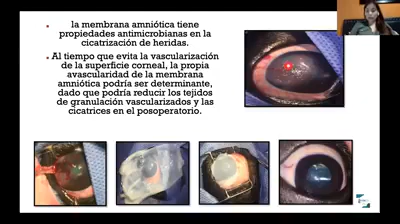 la membrana amniótica tiene
propiedades antimicrobianas en la
cicatrización de heridas.
Al tiempo que evita la vascularización
de la superficie corneal, la propia
avascularidad de la membrana
amniótica podría ser determinante,
dado que podría reducir los tejidos
de granulación vascularizados y las
cicatrices en el posoperatorio.